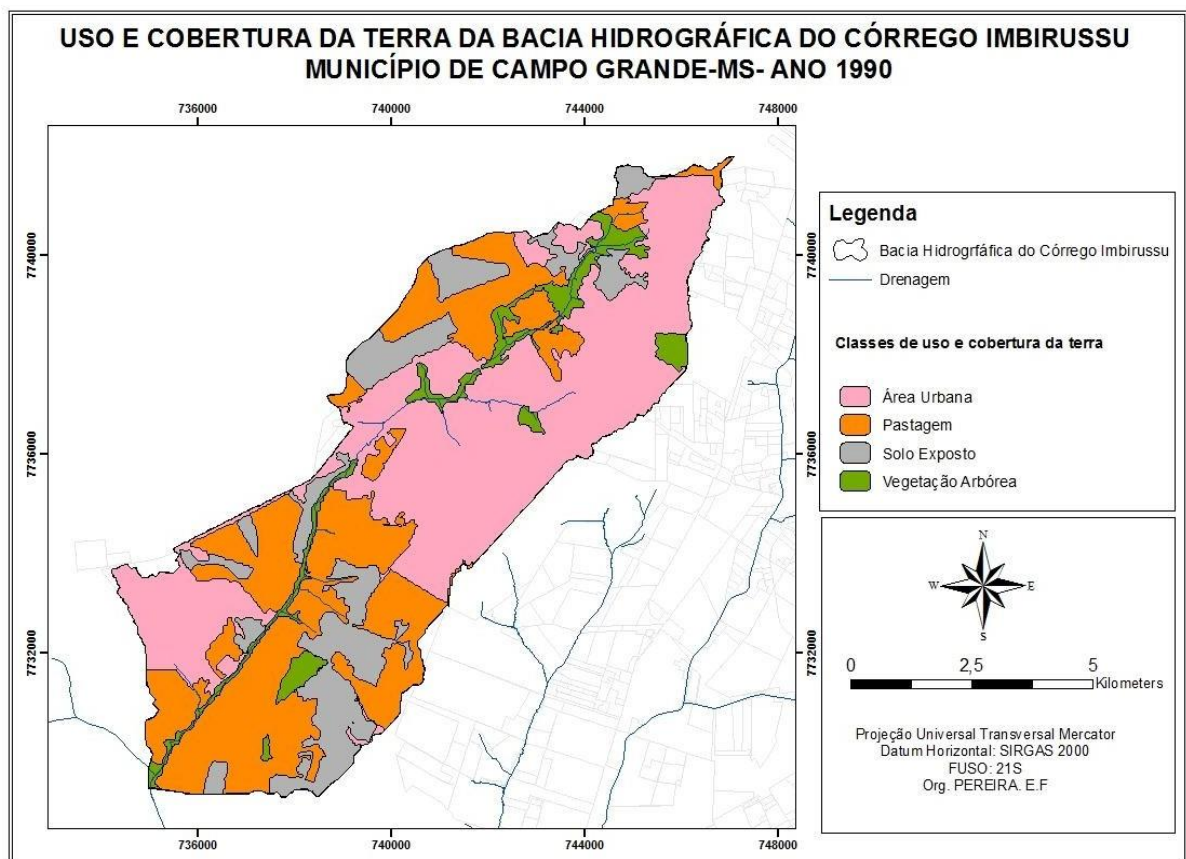 USO E COBERTURA DA TERRA DA BACIA HIDROGRÁFICA DO CÓRREGO IMBIRUSSU
MUNICÍPIO DE CAMPO GRANDE-MS- ANO 1990
736000 740000 744000 748000
7740000 7740000
7736000 7736000
7732000 7732000
736000 740000 744000 748000
Legenda
Bacia Hidrogrfáfica do Córrego Imbirussu
Drenagem
Classes de uso e cobertura da terra
Área Urbana
Pastagem
Solo Exposto
Vegetação Arbórea
N
W E
S
0 2,5 5
Kilometers
Projeção Universal Transversal Mercator
Datum Horizontal: SIRGAS 2000
FUSO: 21S
Org. PEREIRA. E.F